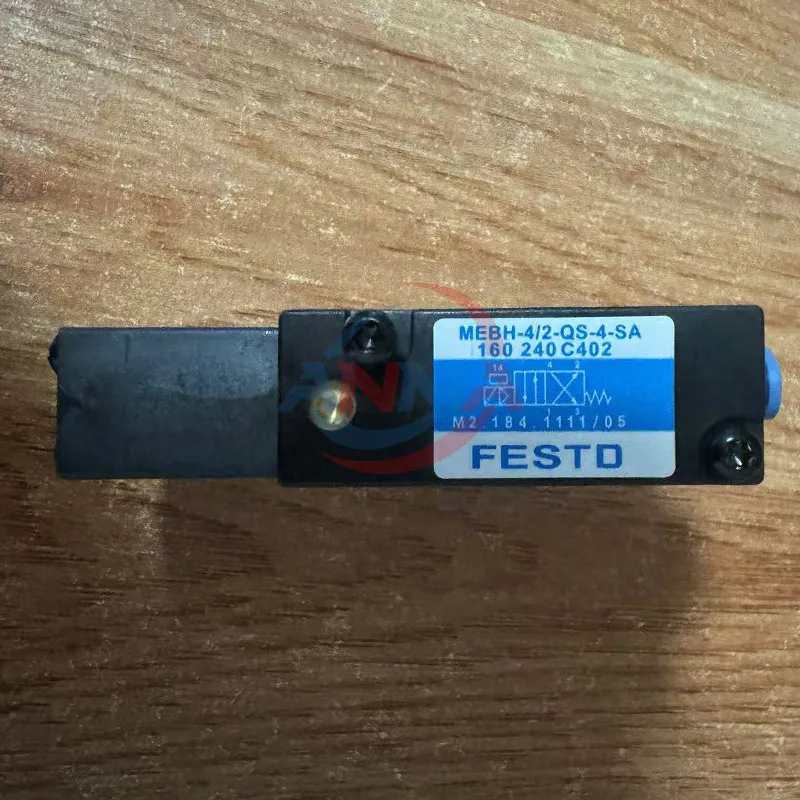 MEBH-4/2-QS-4-SA
160 240 C402
14 4 2
1 3
M2.184.1111/05
FESTD
ANNA